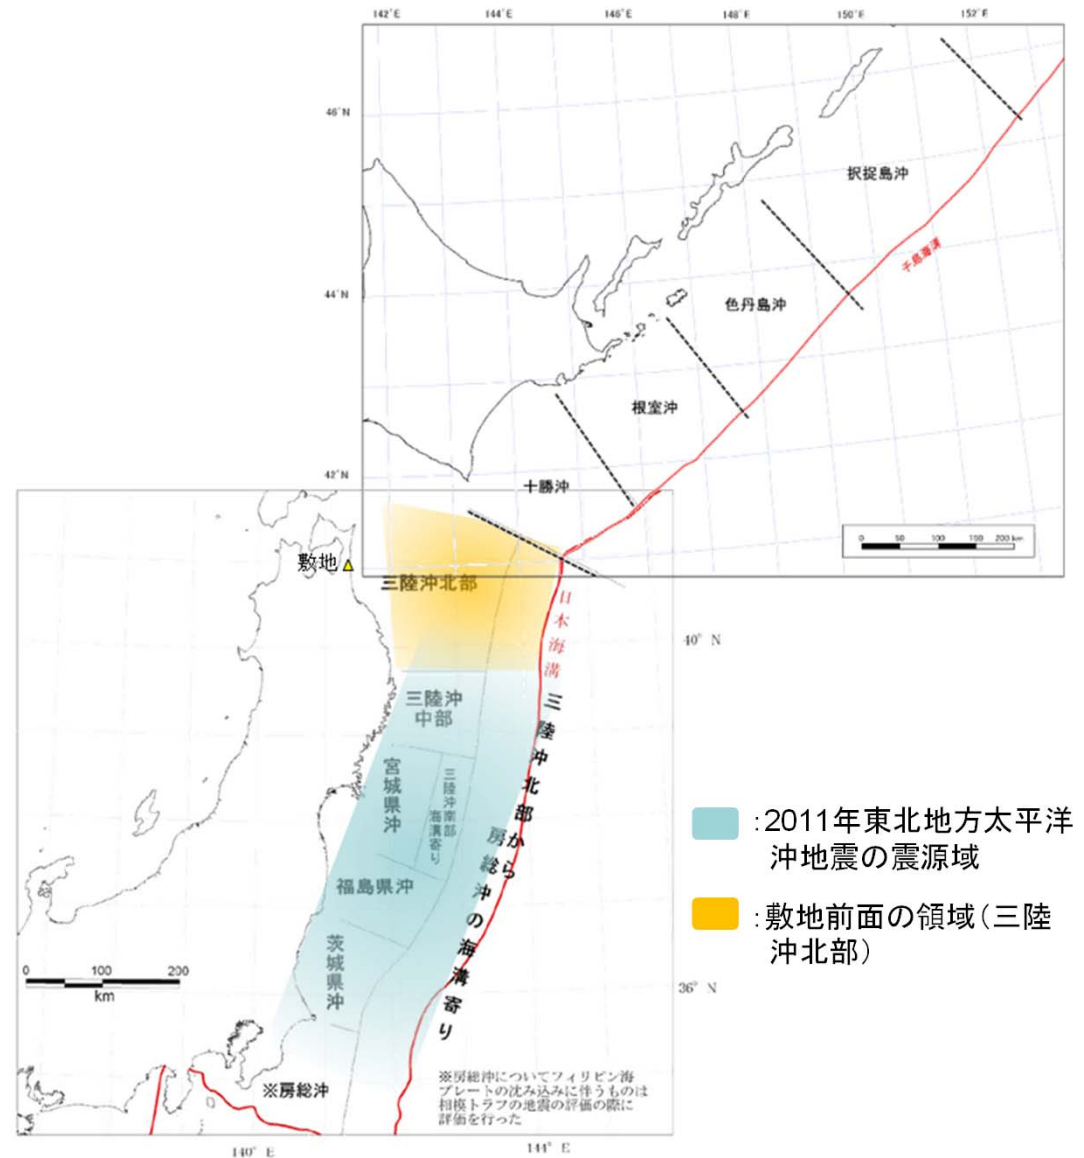 142°E 144°E 146°E 148°E 150°E 152°E
46°N
択捉島沖
千島海溝
44°N
色丹島沖
根室沖
42°N
十勝沖
0 50 100 150 200 km
敷地
三陸沖北部
日本海溝
40° N
三陸沖
中部
三陸沖北部から
房総沖の海溝寄り
宮城県沖
三陸沖南部
海溝寄り
福島県沖
茨城県沖
0 100 200
km
36° N
※房総沖
※房総沖についてフィリピン海
プレートの沈み込みに伴うものは
相模トラフの地震の評価の際に
評価を行った
140° E 144° E
:2011年東北地方太平洋
沖地震の震源域
:敷地前面の領域(三陸
沖北部)